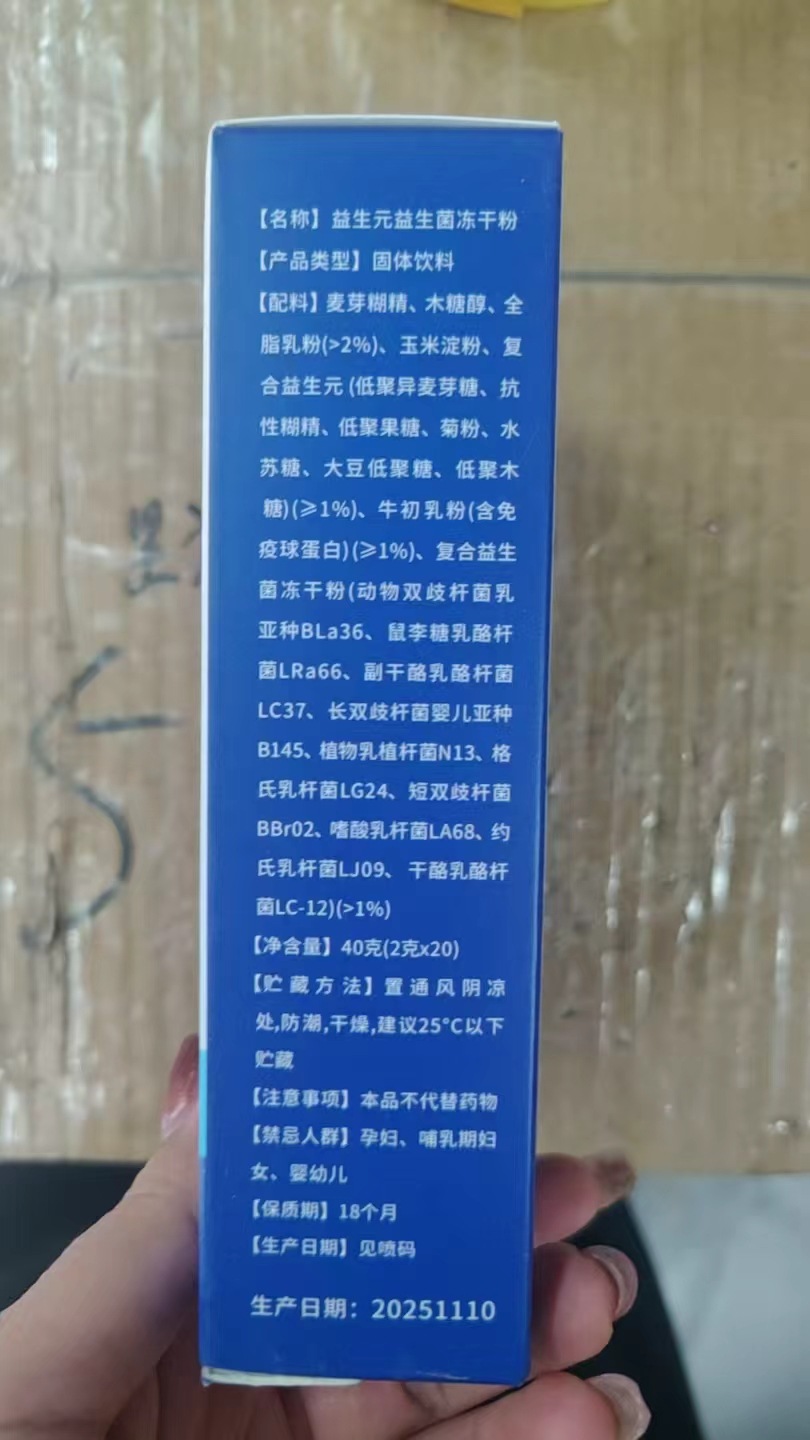 【名称】益生元益生菌冻干粉
【产品类型】固体饮料
【配料】麦芽糊精、木糖醇、全
脂乳粉(>2%)、玉米淀粉、复
合益生元(低聚异麦芽糖、抗
性糊精、低聚果糖、菊粉、水
苏糖、大豆低聚糖、低聚木
糖)(≥1%)、牛初乳粉(含免
疫球蛋白)(≥1%)、复合益生
菌冻干粉(动物双歧杆菌乳
亚种BLa36、鼠李糖乳酪杆
菌LRa66、副干酪乳酪杆菌
LC37、长双歧杆菌婴儿亚种
B145、植物乳植杆菌N13、格
氏乳杆菌LG24、短双歧杆菌
BBr02、嗜酸乳杆菌LA68、约
氏乳杆菌LJ09、干酪乳酪杆
菌LC-12)(>1%)
【净含量】40克(2克x20)
【贮藏方法】置通风阴凉
处,防潮,干燥,建议25°C以下
贮藏
【注意事项】本品不代替药物
【禁忌人群】孕妇、哺乳期妇
女、婴幼儿
【保质期】18个月
【生产日期】见喷码
生产日期：20251110